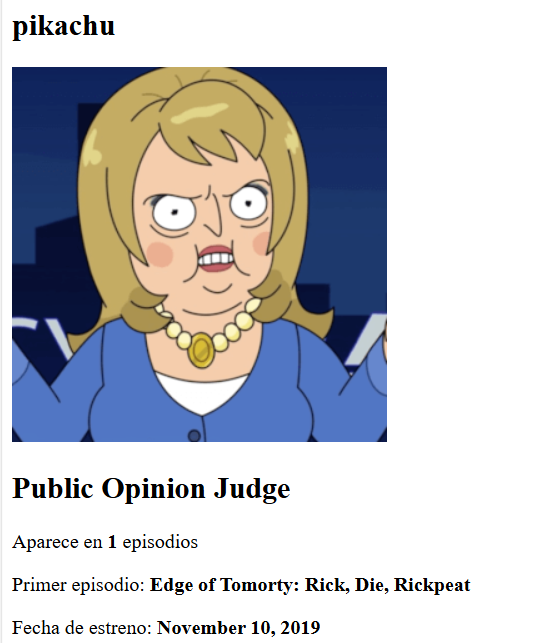 pikachu
Public Opinion Judge
Aparece en 1 episodios
Primer episodio: Edge of Tomorty: Rick, Die, Rickpeat
Fecha de estreno: November 10, 2019